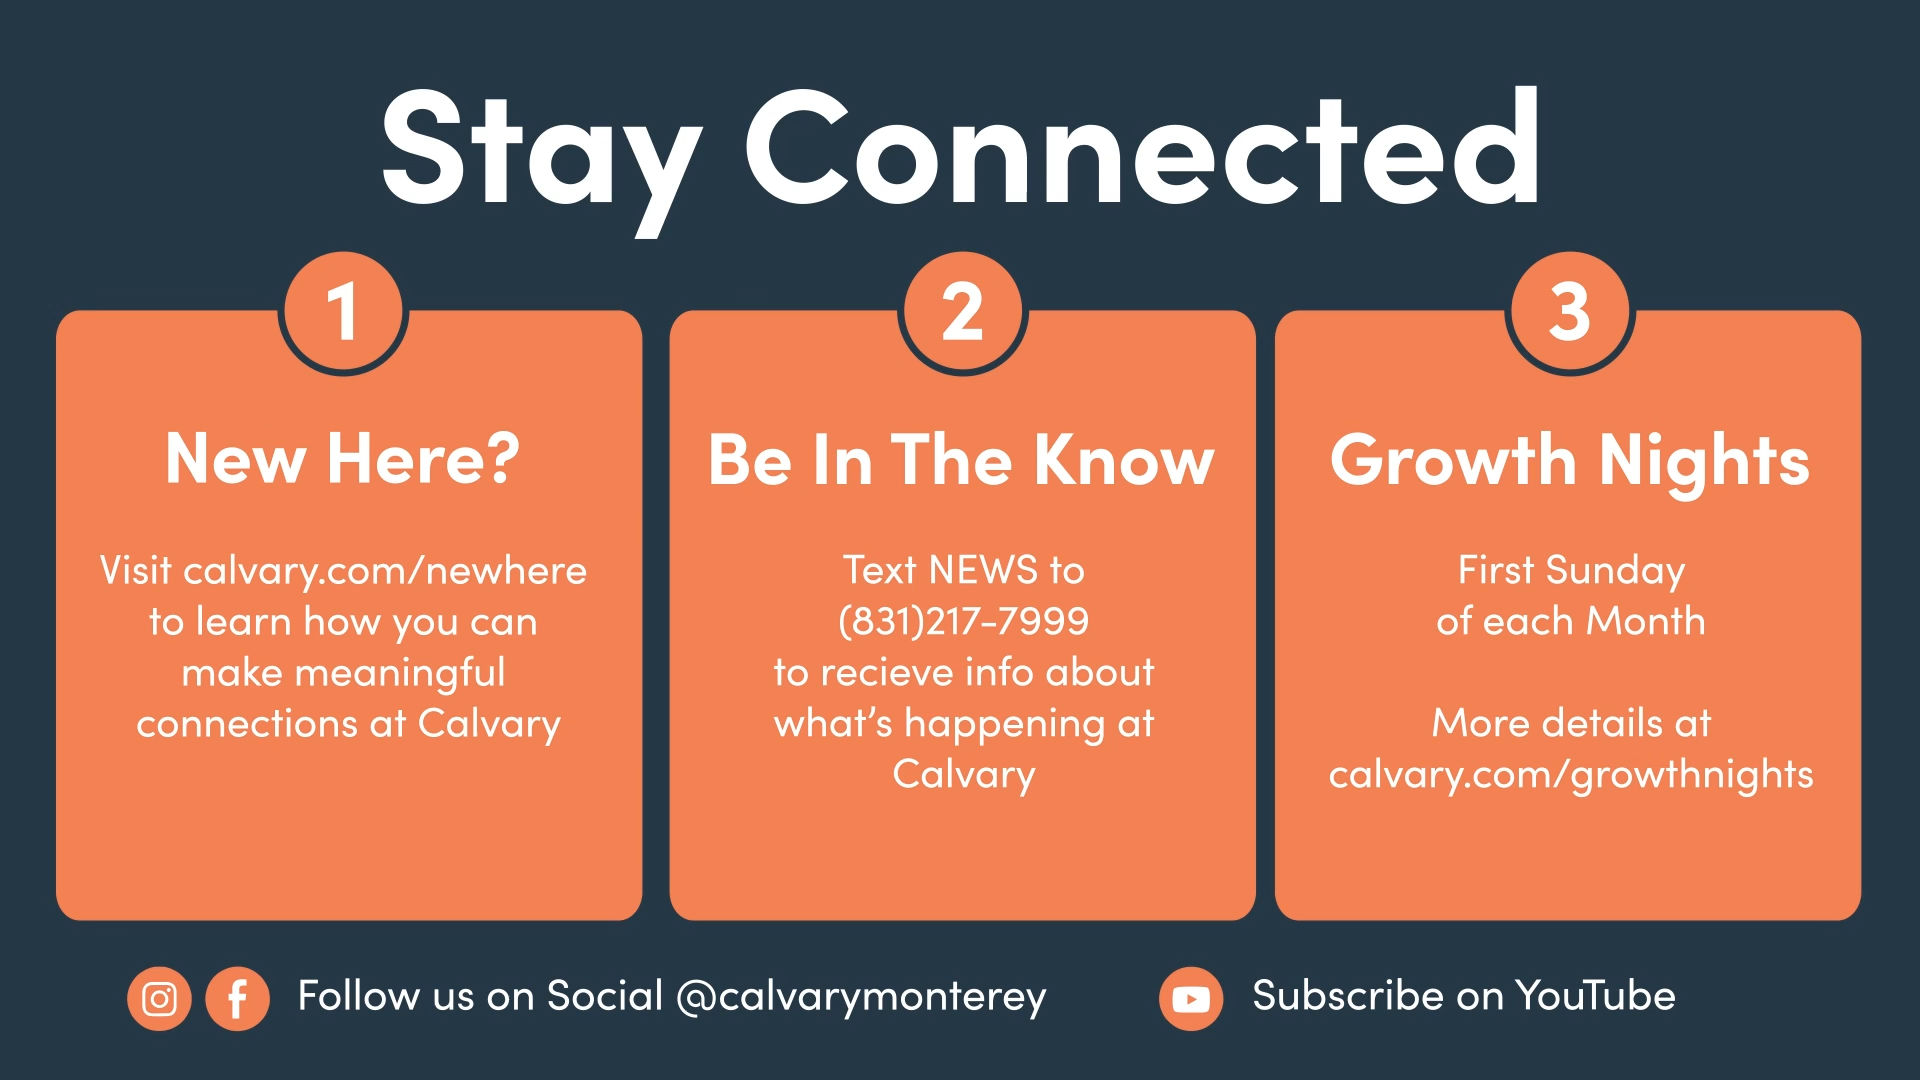 Stay Connected
1
New Here?
Visit calvary.com/newhere
to learn how you can
make meaningful
connections at Calvary
2
Be In The Know
Text NEWS to
(831)217-7999
to recieve info about
what's happening at
Calvary
3
Growth Nights
First Sunday
of each Month
More details at
calvary.com/growthnights
Follow us on Social @calvarymonterey
Subscribe on YouTube